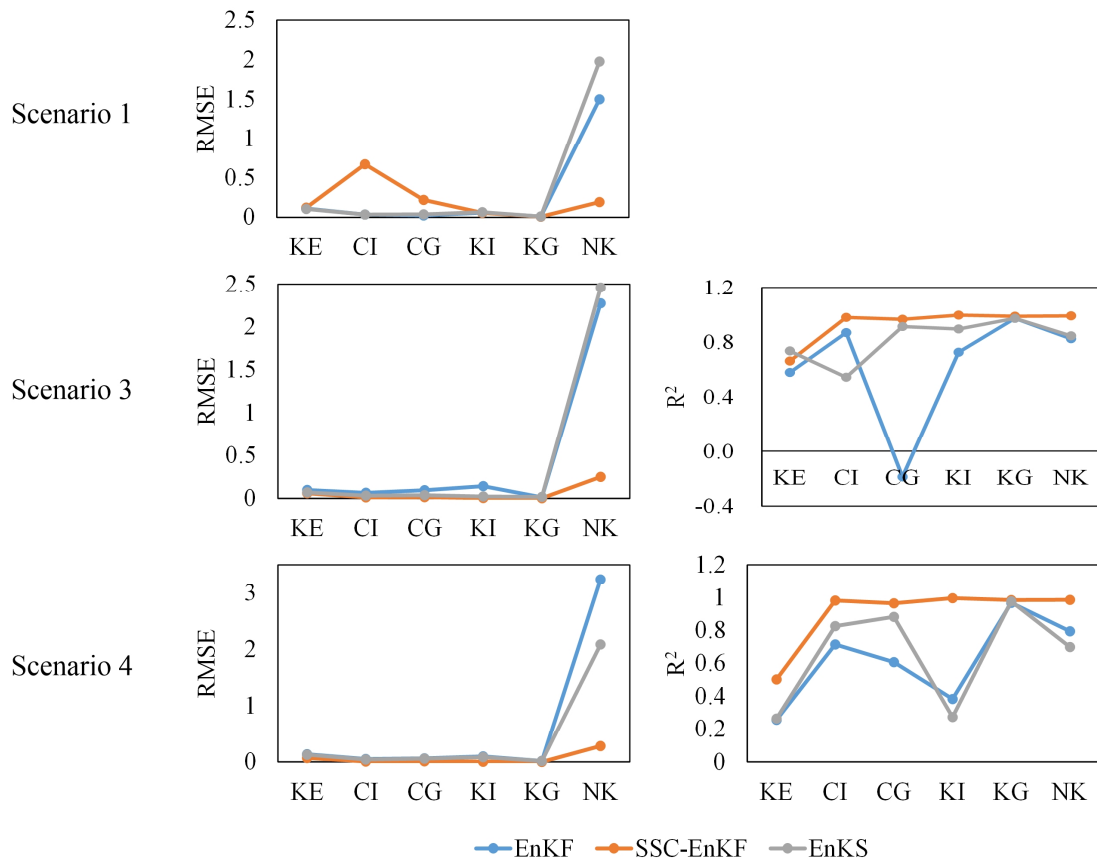 Scenario 1
RMSE
2.5
2
1.5
1
0.5
0
KE CI CG KI KG NK
Scenario 3
RMSE
2.5
2
1.5
1
0.5
0
KE CI CG KI KG NK
R²
1.2
0.8
0.4
0.0
-0.4
KE CI CG KI KG NK
Scenario 4
RMSE
3
2
1
0
KE CI CG KI KG NK
R²
1.2
1
0.8
0.6
0.4
0.2
0
KE CI CG KI KG NK
EnKF SSC-EnKF EnKS